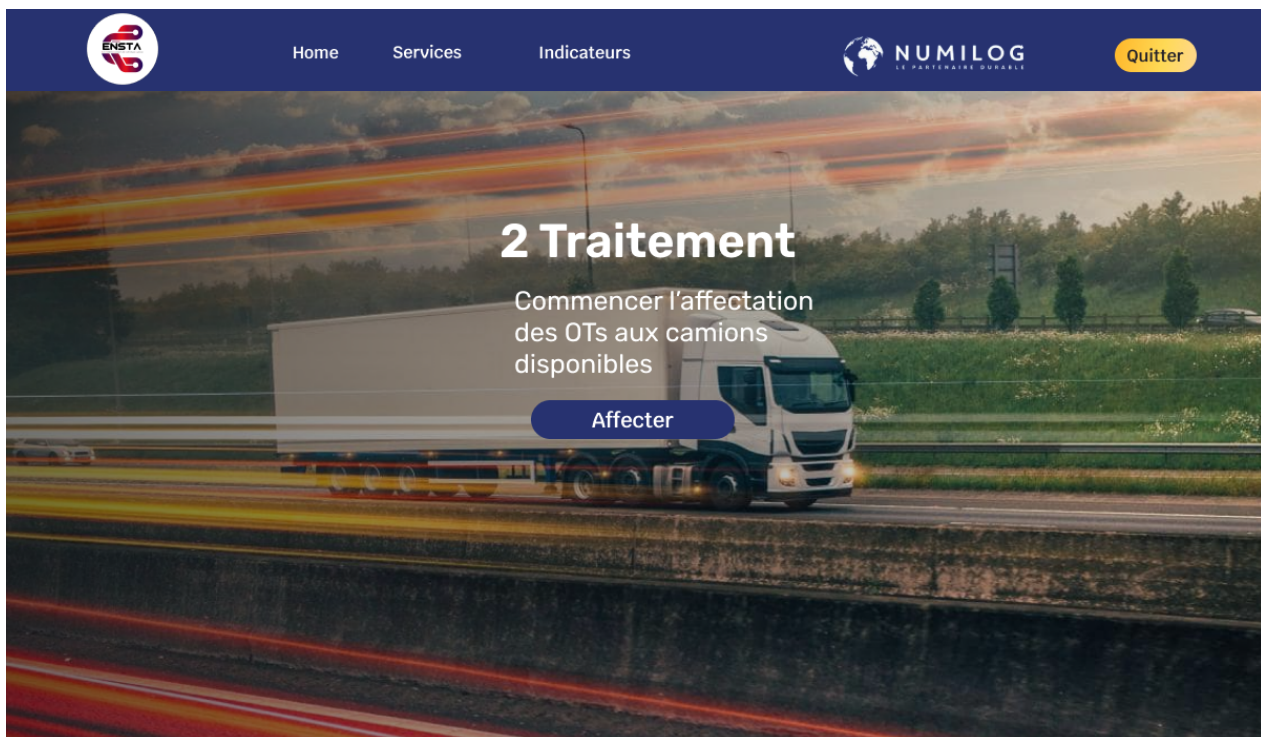 ENSTA
Home
Services
Indicateurs
NUMILOG
LE PARTENAIRE DURABLE
Quitter
2 Traitement
Commencer l’affectation
des OTs aux camions
disponibles
Affecter